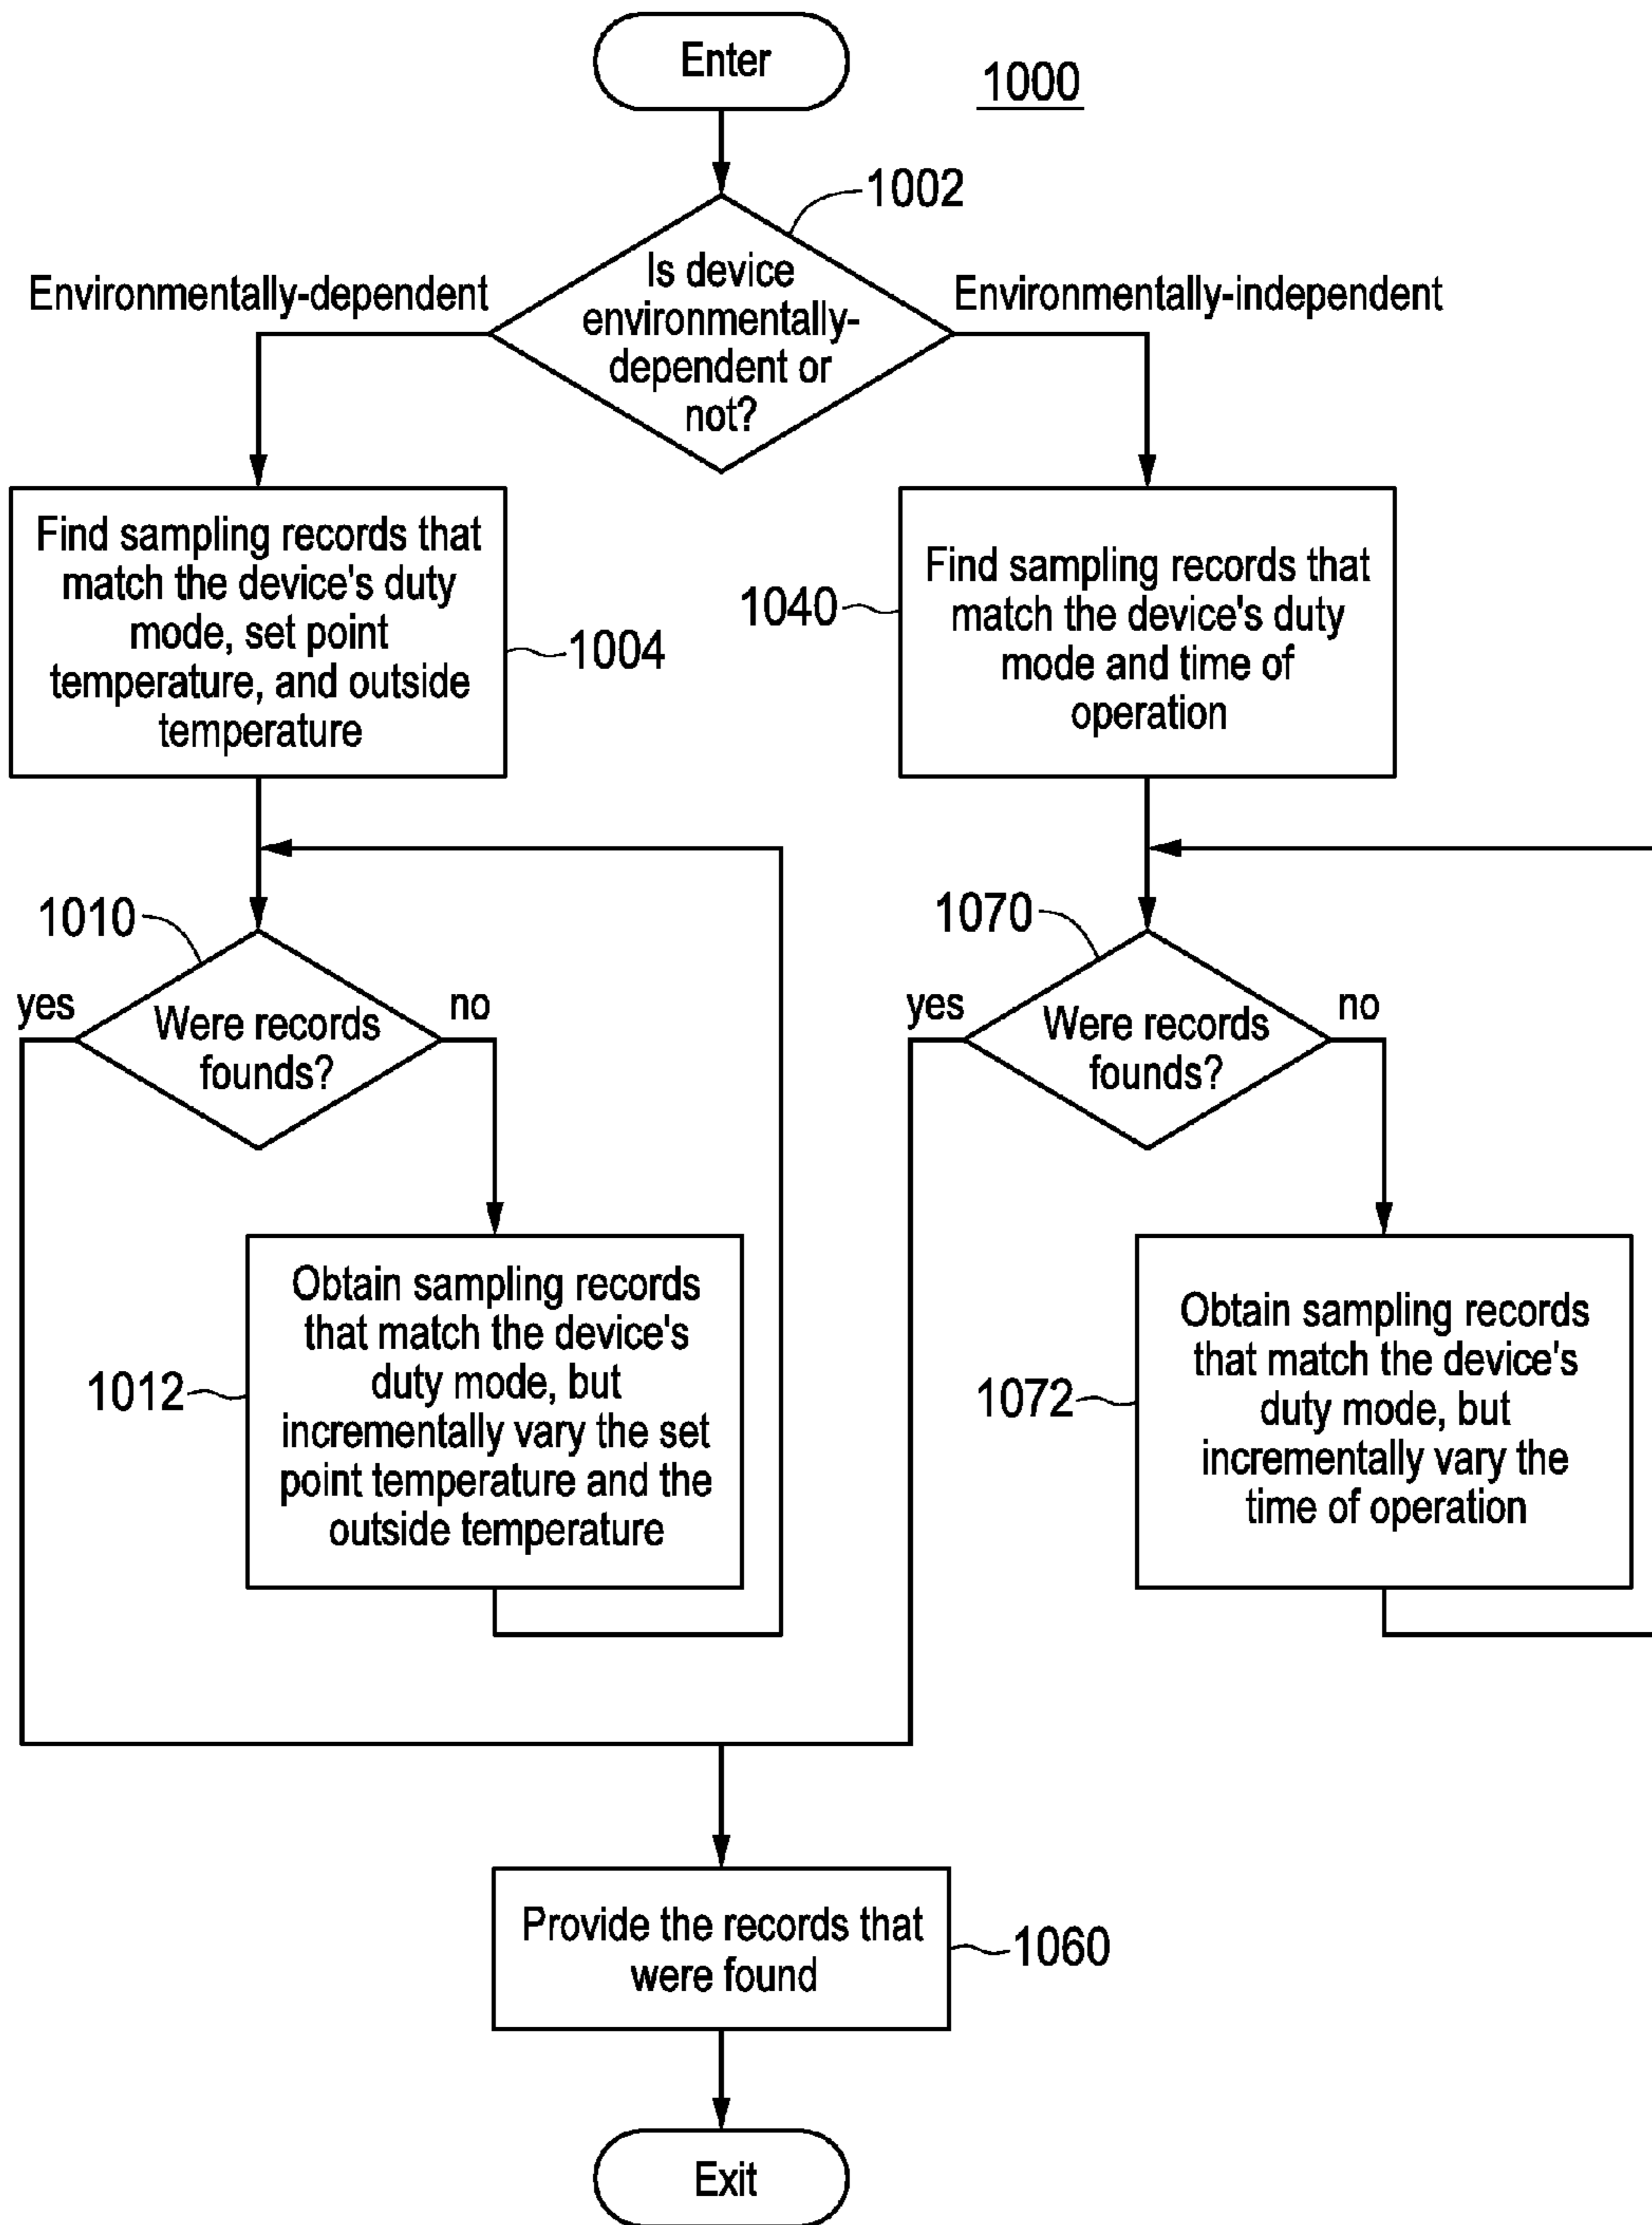 Enter
1000
1002
Is device
environmentally-
dependent or
not?
Environmentally-dependent
Environmentally-independent
Find sampling records that
match the device's duty
mode, set point
temperature, and outside
temperature
1004
1040
Find sampling records that
match the device's duty
mode and time of
operation
1010
yes
Were records
founds?
no
1070
yes
Were records
founds?
no
1012
Obtain sampling records
that match the device's
duty mode, but
incrementally vary the set
point temperature and the
outside temperature
1072
Obtain sampling records
that match the device's
duty mode, but
incrementally vary the
time of operation
Provide the records that
were found
1060
Exit